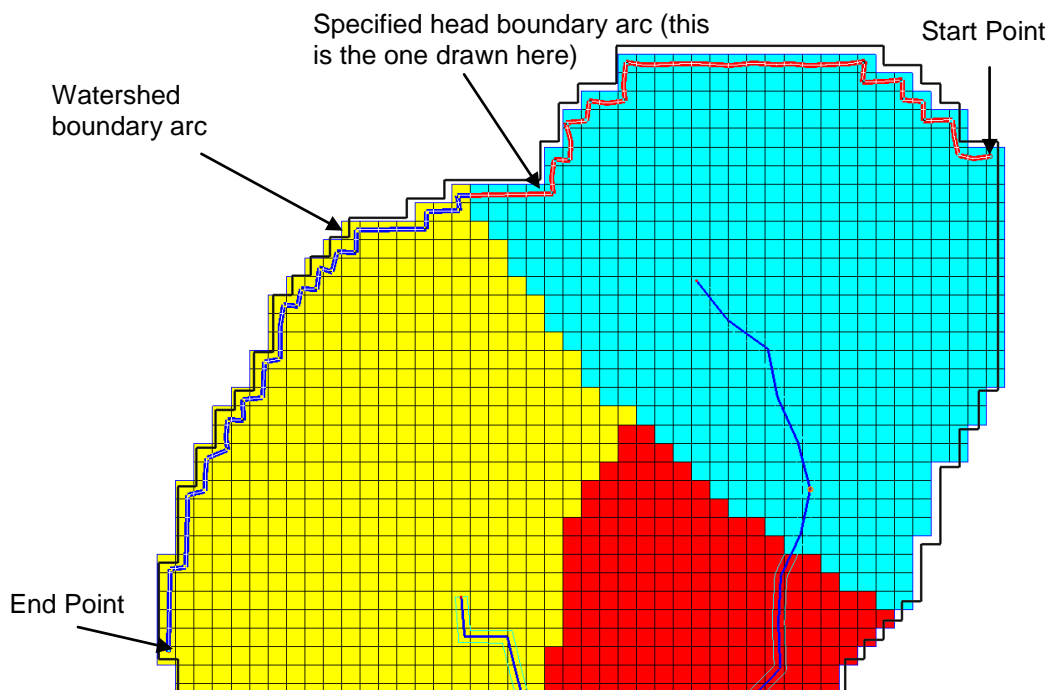 Specified head boundary arc (this
is the one drawn here)
Start Point
Watershed
boundary arc
End Point